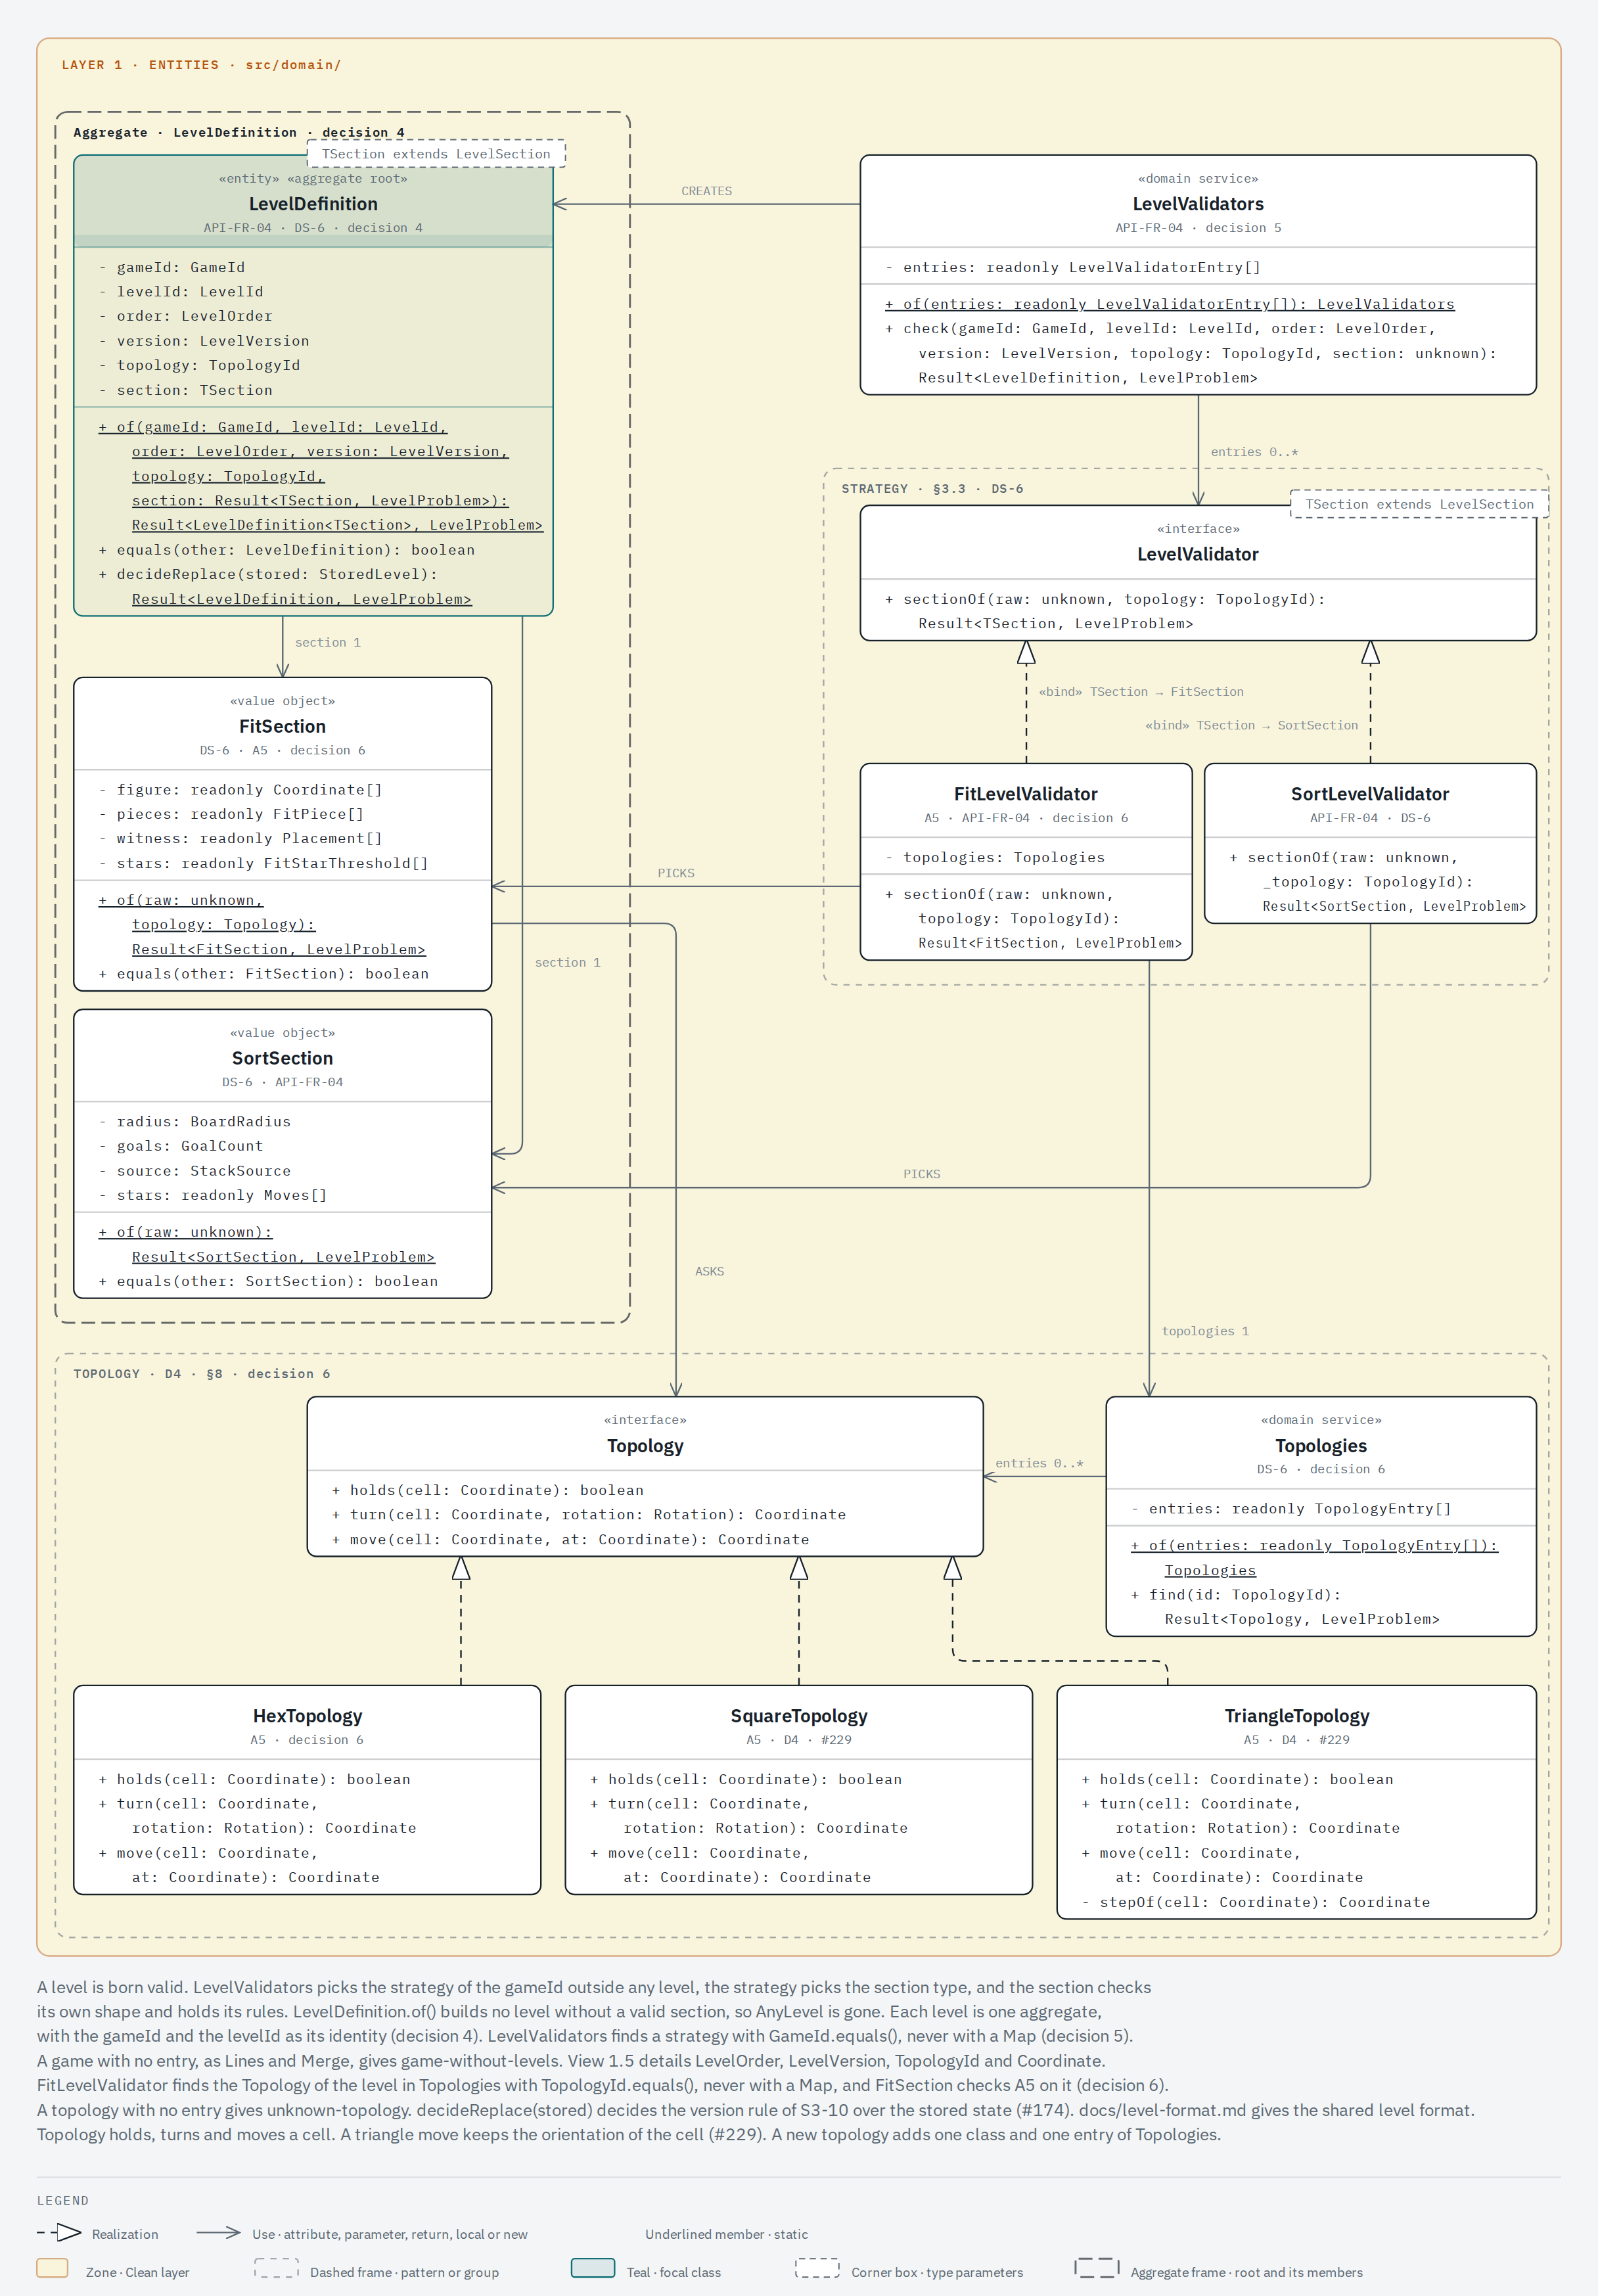 LAYER 1 · ENTITIES · src/domain/
Aggregate · LevelDefinition · decision 4
TSection extends LevelSection
«entity» «aggregate root»
LevelDefinition
API-FR-04 · DS-6 · decision 4
- gameId: GameId
- levelId: LevelId
- order: LevelOrder
- version: LevelVersion
- topology: TopologyId
- section: TSection
+ of(gameId: GameId, levelId: LevelId,
order: LevelOrder, version: LevelVersion,
topology: TopologyId,
section: Result<TSection, LevelProblem>):
Result<LevelDefinition<TSection>, LevelProblem>
+ equals(other: LevelDefinition): boolean
+ decideReplace(stored: StoredLevel):
Result<LevelDefinition, LevelProblem>
CREATES
«domain service»
LevelValidators
API-FR-04 · decision 5
- entries: readonly LevelValidatorEntry[]
+ of(entries: readonly LevelValidatorEntry[]): LevelValidators
+ check(gameId: GameId, levelId: LevelId, order: LevelOrder,
version: LevelVersion, topology: TopologyId, section: unknown):
Result<LevelDefinition, LevelProblem>
entries 0..*
STRATEGY · §3.3 · DS-6
TSection extends LevelSection
«interface»
LevelValidator
+ sectionOf(raw: unknown, topology: TopologyId):
Result<TSection, LevelProblem>
section 1
«bind» TSection → FitSection
«bind» TSection → SortSection
«value object»
FitSection
DS-6 · A5 · decision 6
- figure: readonly Coordinate[]
- pieces: readonly FitPiece[]
- witness: readonly Placement[]
- stars: readonly FitStarThreshold[]
+ of(raw: unknown,
topology: Topology):
Result<FitSection, LevelProblem>
+ equals(other: FitSection): boolean
section 1
PICKS
FitLevelValidator
A5 · API-FR-04 · decision 6
- topologies: Topologies
+ sectionOf(raw: unknown,
topology: TopologyId):
Result<FitSection, LevelProblem>
SortLevelValidator
API-FR-04 · DS-6
+ sectionOf(raw: unknown,
_topology: TopologyId):
Result<SortSection, LevelProblem>
«value object»
SortSection
DS-6 · API-FR-04
- radius: BoardRadius
- goals: GoalCount
- source: StackSource
- stars: readonly Moves[]
+ of(raw: unknown):
Result<SortSection, LevelProblem>
+ equals(other: SortSection): boolean
PICKS
ASKS
topologies 1
TOPOLOGY · D4 · §8 · decision 6
«interface»
Topology
+ holds(cell: Coordinate): boolean
+ turn(cell: Coordinate, rotation: Rotation): Coordinate
+ move(cell: Coordinate, at: Coordinate): Coordinate
entries 0..*
«domain service»
Topologies
DS-6 · decision 6
- entries: readonly TopologyEntry[]
+ of(entries: readonly TopologyEntry[]):
Topologies
+ find(id: TopologyId):
Result<Topology, LevelProblem>
HexTopology
A5 · decision 6
+ holds(cell: Coordinate): boolean
+ turn(cell: Coordinate,
rotation: Rotation): Coordinate
+ move(cell: Coordinate,
at: Coordinate): Coordinate
SquareTopology
A5 · D4 · #229
+ holds(cell: Coordinate): boolean
+ turn(cell: Coordinate,
rotation: Rotation): Coordinate
+ move(cell: Coordinate,
at: Coordinate): Coordinate
TriangleTopology
A5 · D4 · #229
+ holds(cell: Coordinate): boolean
+ turn(cell: Coordinate,
rotation: Rotation): Coordinate
+ move(cell: Coordinate,
at: Coordinate): Coordinate
- stepOf(cell: Coordinate): Coordinate
A level is born valid. LevelValidators picks the strategy of the gameId outside any level, the strategy picks the section type, and the section checks
its own shape and holds its rules. LevelDefinition.of() builds no level without a valid section, so AnyLevel is gone. Each level is one aggregate,
with the gameId and the levelId as its identity (decision 4). LevelValidators finds a strategy with GameId.equals(), never with a Map (decision 5).
A game with no entry, as Lines and Merge, gives game-without-levels. View 1.5 details LevelOrder, LevelVersion, TopologyId and Coordinate.
FitLevelValidator finds the Topology of the level in Topologies with TopologyId.equals(), never with a Map, and FitSection checks A5 on it (decision 6).
A topology with no entry gives unknown-topology. decideReplace(stored) decides the version rule of S3-10 over the stored state (#174). docs/level-format.md gives the shared level format.
Topology holds, turns and moves a cell. A triangle move keeps the orientation of the cell (#229). A new topology adds one class and one entry of Topologies.
LEGEND
Realization
Use · attribute, parameter, return, local or new
Underlined member · static
Zone · Clean layer
Dashed frame · pattern or group
Teal · focal class
Corner box · type parameters
Aggregate frame · root and its members